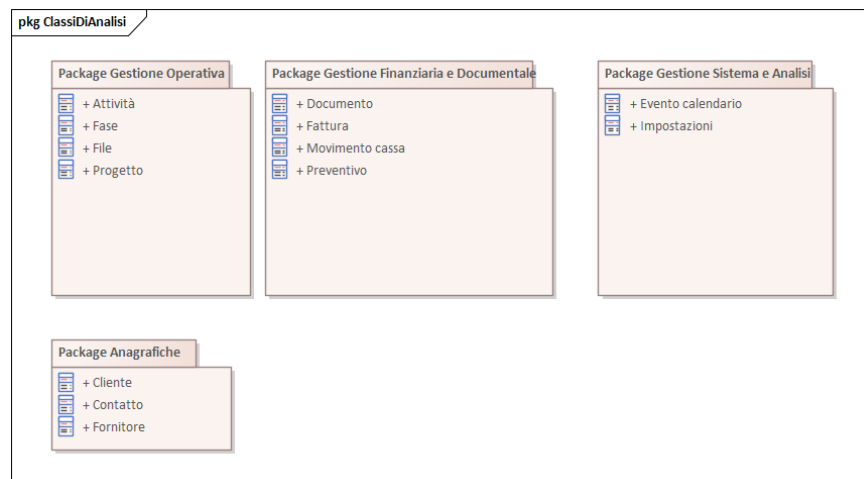 pkg ClassiDiAnalisi
Package Gestione Operativa
+ Attività
+ Fase
+ File
+ Progetto
Package Gestione Finanziaria e Documentale
+ Documento
+ Fattura
+ Movimento cassa
+ Preventivo
Package Gestione Sistema e Analisi
+ Evento calendario
+ Impostazioni
Package Anagrafiche
+ Cliente
+ Contatto
+ Fornitore